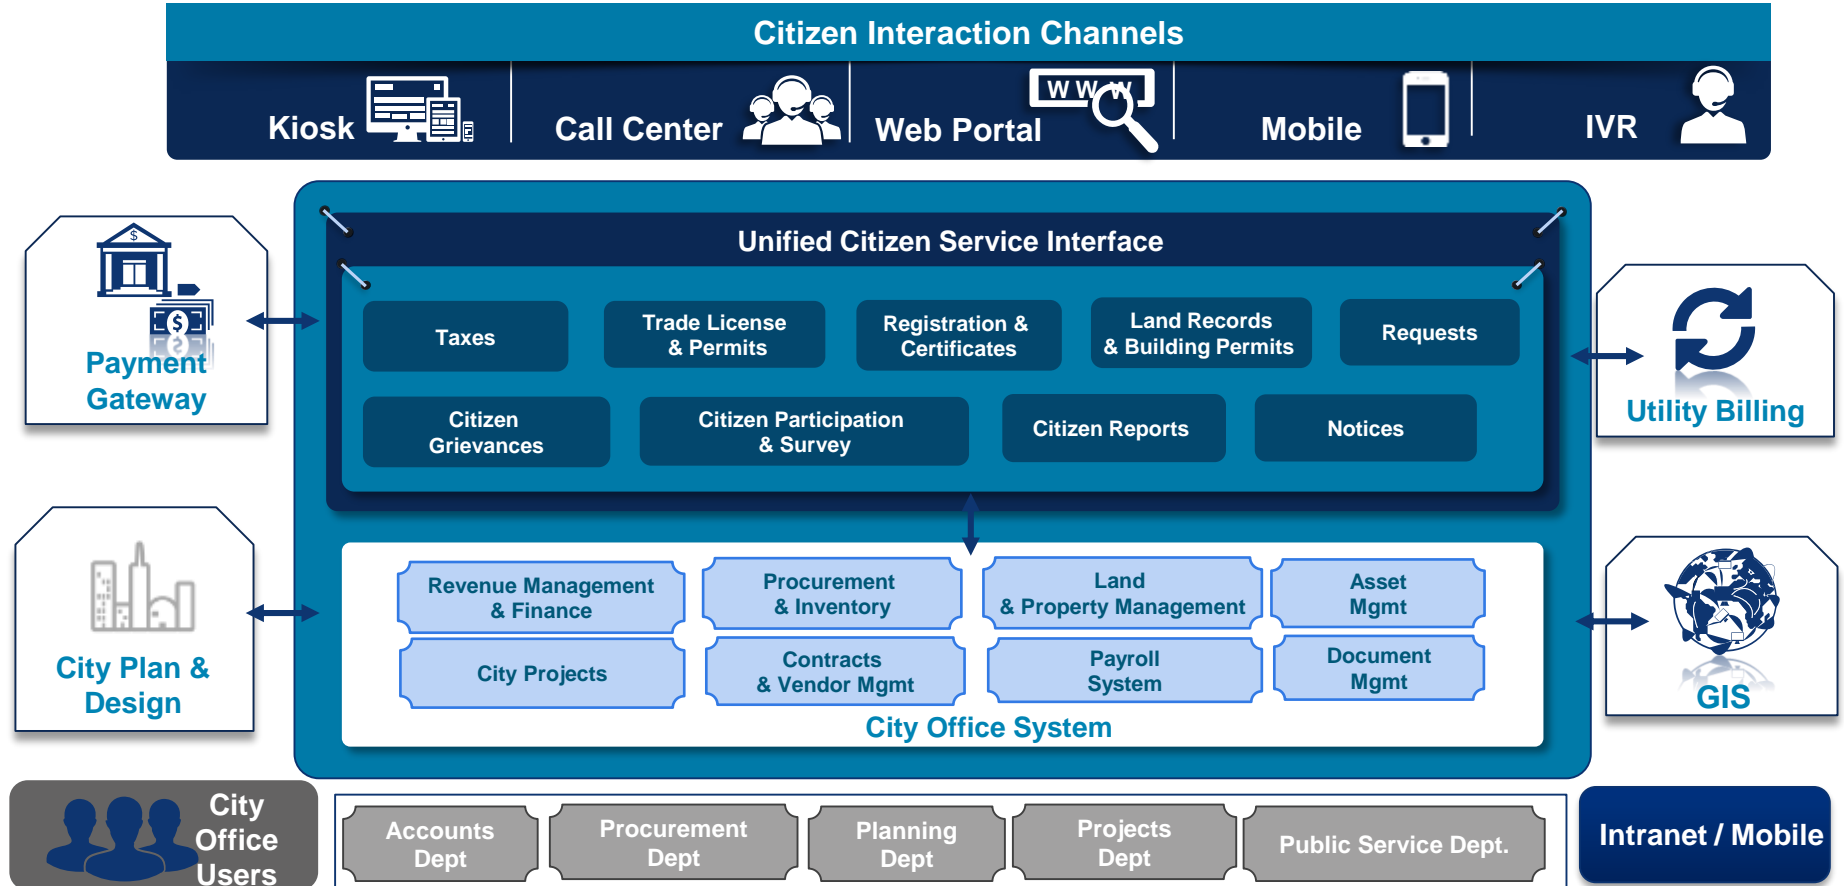 Citizen Interaction Channels
Kiosk
Call Center
Web Portal
WWW
Mobile
IVR
$
$
$
Payment
Gateway
Unified Citizen Service Interface
Taxes
Trade License
& Permits
Registration &
Certificates
Land Records
& Building Permits
Requests
Citizen
Grievances
Citizen Participation
& Survey
Citizen Reports
Notices
Utility Billing
City Plan &
Design
Revenue Management
& Finance
Procurement
& Inventory
Land
& Property Management
Asset
Mgmt
City Projects
Contracts
& Vendor Mgmt
Payroll
System
Document
Mgmt
City Office System
GIS
City
Office
Users
Accounts
Dept
Procurement
Dept
Planning
Dept
Projects
Dept
Public Service Dept.
Intranet / Mobile